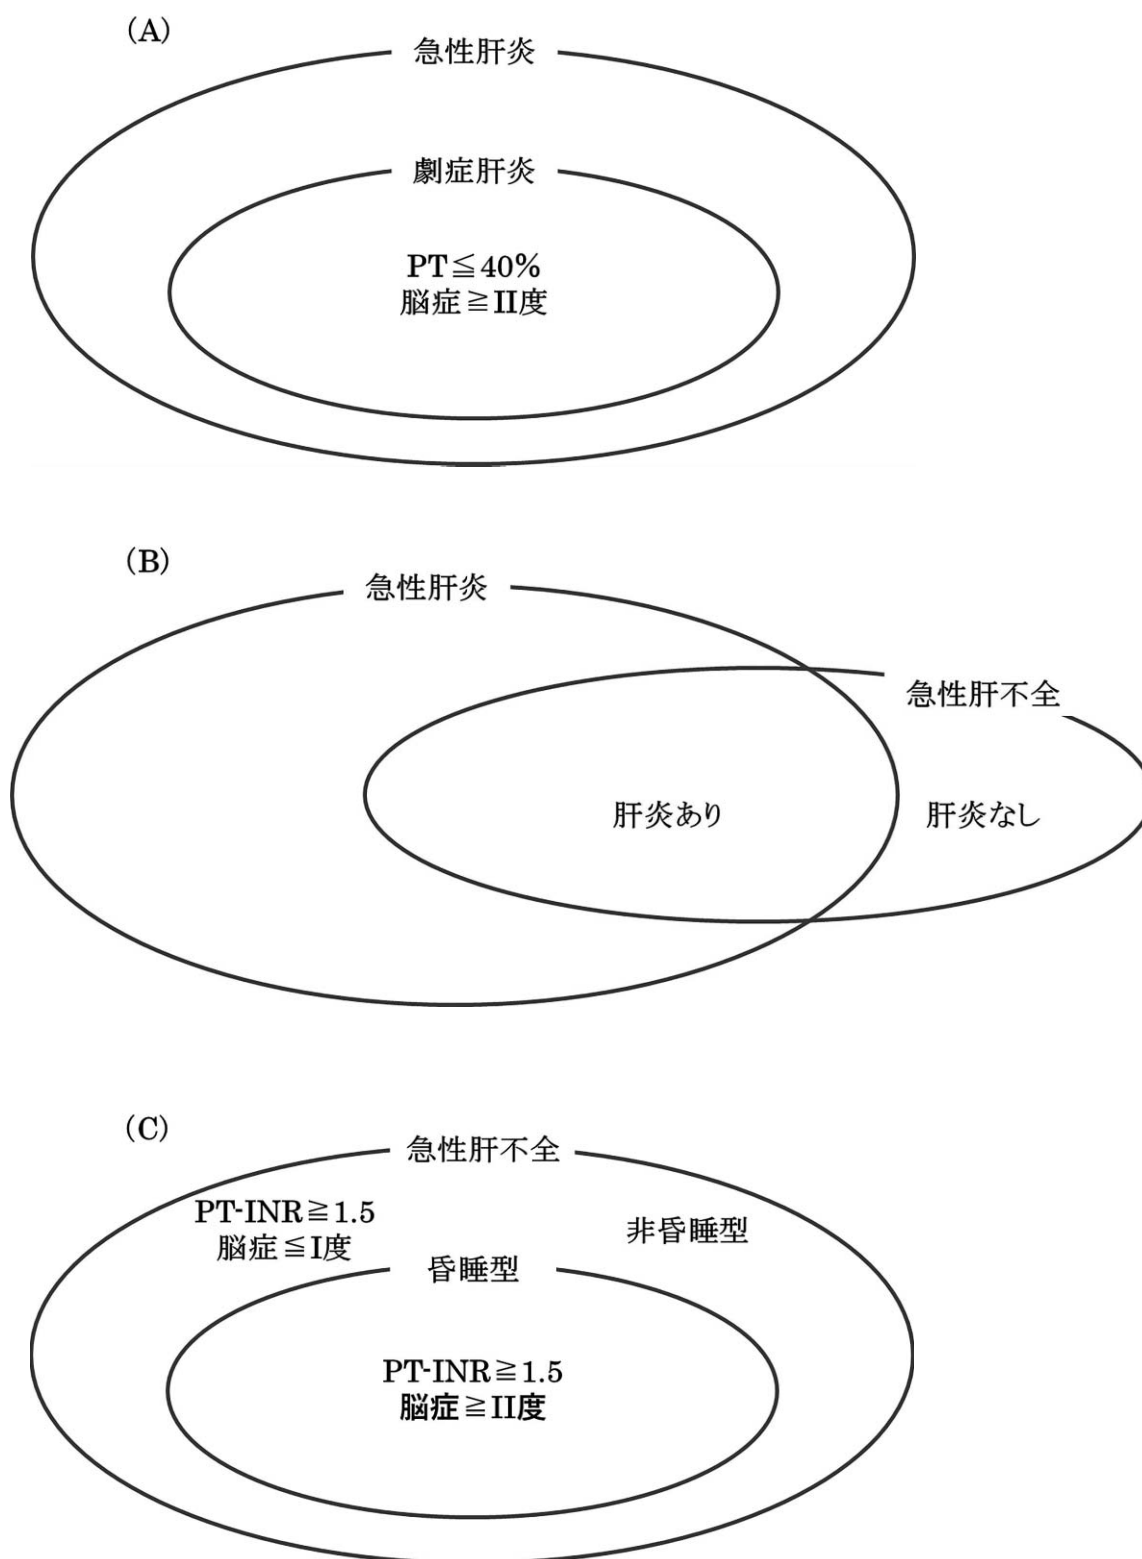 (A)
急性肝炎
劇症肝炎
PT≦40%
脳症≧II度
(B)
急性肝炎
急性肝不全
肝炎あり
肝炎なし
(C)
急性肝不全
PT-INR≧1.5
脳症≦I度
非昏睡型
昏睡型
PT-INR≧1.5
脳症≧II度